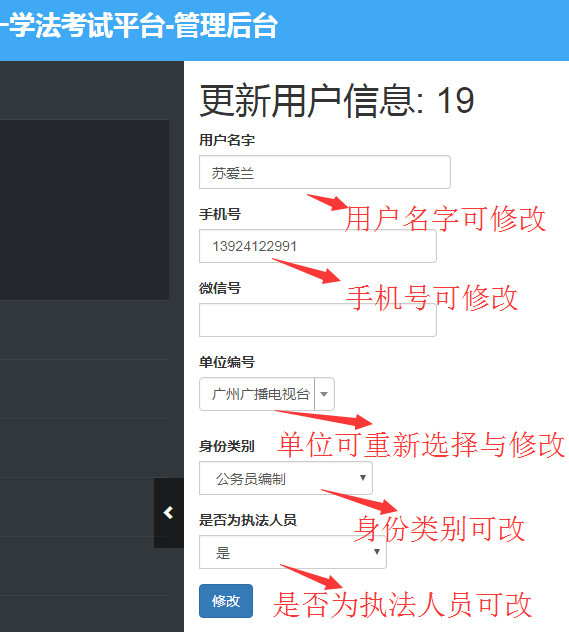 学法考试平台-管理后台
更新用户信息: 19
用户名字
苏爱兰
用户名字可修改
手机号
13924122991
手机号可修改
微信号
单位编号
广州广播电视台
单位可重新选择与修改
身份类别
公务员编制
身份类别可改
是否为执法人员
是
是否为执法人员可改
修改